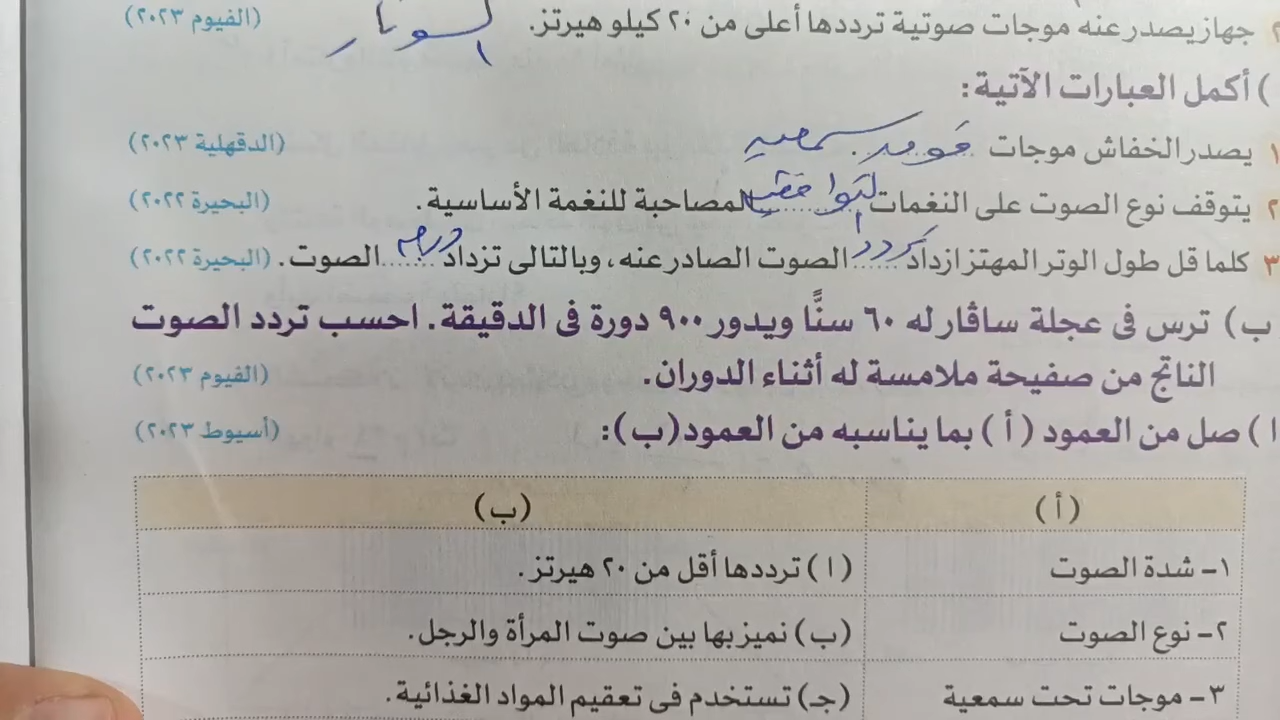 ٢ جهاز يصدر عنه موجات صوتية ترددها أعلى من ٢٠ كيلو هيرتز. السونار (الفيوم ٢٠٢٣)
) أكمل العبارات الآتية:
١ يصدر الخفاش موجات فوق سمعيه (الدقهلية ٢٠٢٣)
٢ يتوقف نوع الصوت على النغمات التوافقيه المصاحبة للنغمة الأساسية. (البحيرة ٢٠٢٢)
٣ كلما قل طول الوتر المهتز ازداد تردد الصوت الصادر عنه، وبالتالى تزداد درجه الصوت. (البحيرة ٢٠٢٢)
ب) ترس فى عجلة ساڤار له ٦٠ سنًّا ويدور ٩٠٠ دورة فى الدقيقة. احسب تردد الصوت
الناتج من صفيحة ملامسة له أثناء الدوران. (الفيوم ٢٠٢٣)
ا) صل من العمود (أ) بما يناسبه من العمود (ب): (أسيوط ٢٠٢٣)
(أ) (ب)
١- شدة الصوت (ا) ترددها أقل من ٢٠ هيرتز.
٢- نوع الصوت (ب) نميز بها بين صوت المرأة والرجل.
٣- موجات تحت سمعية (جـ) تستخدم فى تعقيم المواد الغذائية.